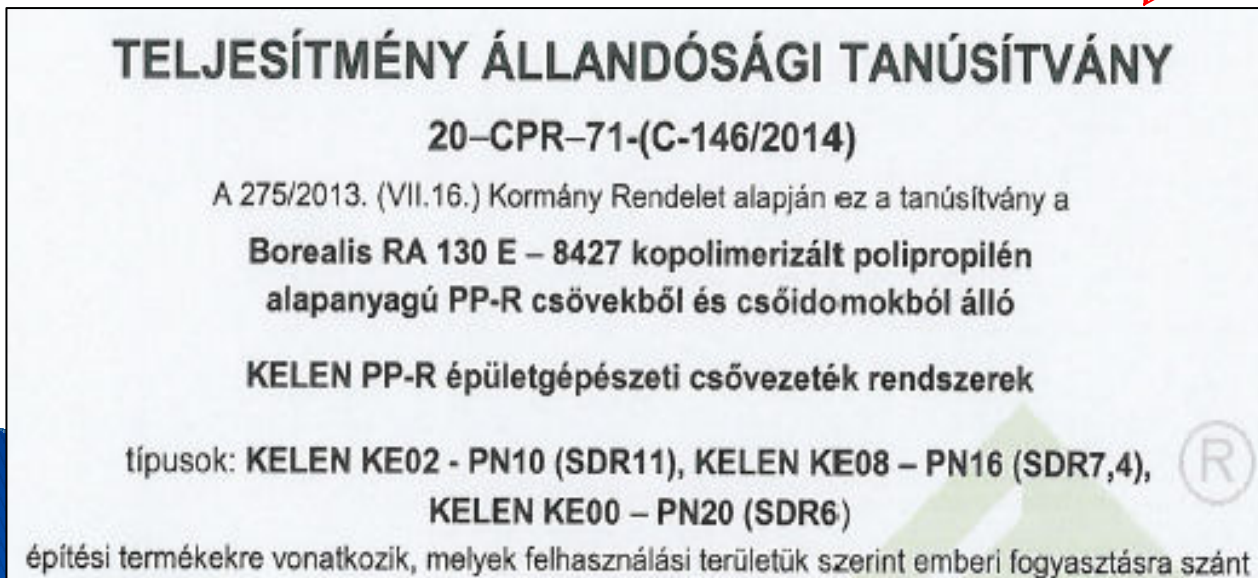 TELJESÍTMÉNY ÁLLANDÓSÁGI TANÚSÍTVÁNY
20–CPR–71-(C-146/2014)
A 275/2013. (VII.16.) Kormány Rendelet alapján ez a tanúsítvány a
Borealis RA 130 E – 8427 kopolimerizált polipropilén
alapanyagú PP-R csövekből és csőidomokból álló
KELEN PP-R épületgépészeti csővezeték rendszerek
típusok: KELEN KE02 - PN10 (SDR11), KELEN KE08 – PN16 (SDR7,4),
KELEN KE00 – PN20 (SDR6)
építési termékekre vonatkozik, melyek felhasználási területük szerint emberi fogyasztásra szánt
®